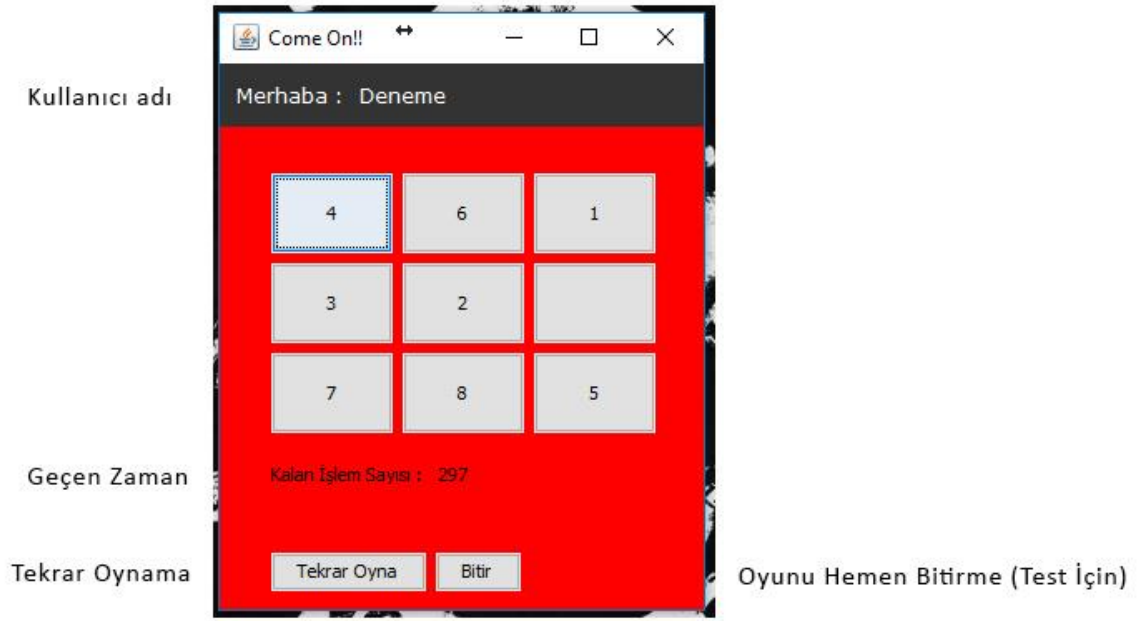 Come On!!
Kullanıcı adı
Merhaba : Deneme
4 6 1
3 2
7 8 5
Geçen Zaman
Kalan İşlem Sayısı : 297
Tekrar Oynama
Tekrar Oyna
Bitir
Oyunu Hemen Bitirme (Test İçin)